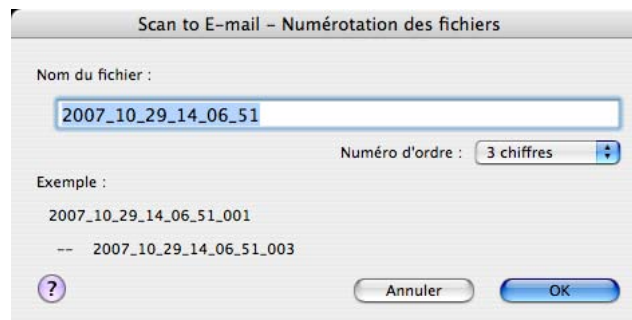 Scan to E-mail – Numérotation des fichiers
Nom du fichier :
2007_10_29_14_06_51
Numéro d'ordre : 3 chiffres
Exemple :
2007_10_29_14_06_51_001
-- 2007_10_29_14_06_51_003
? Annuler OK